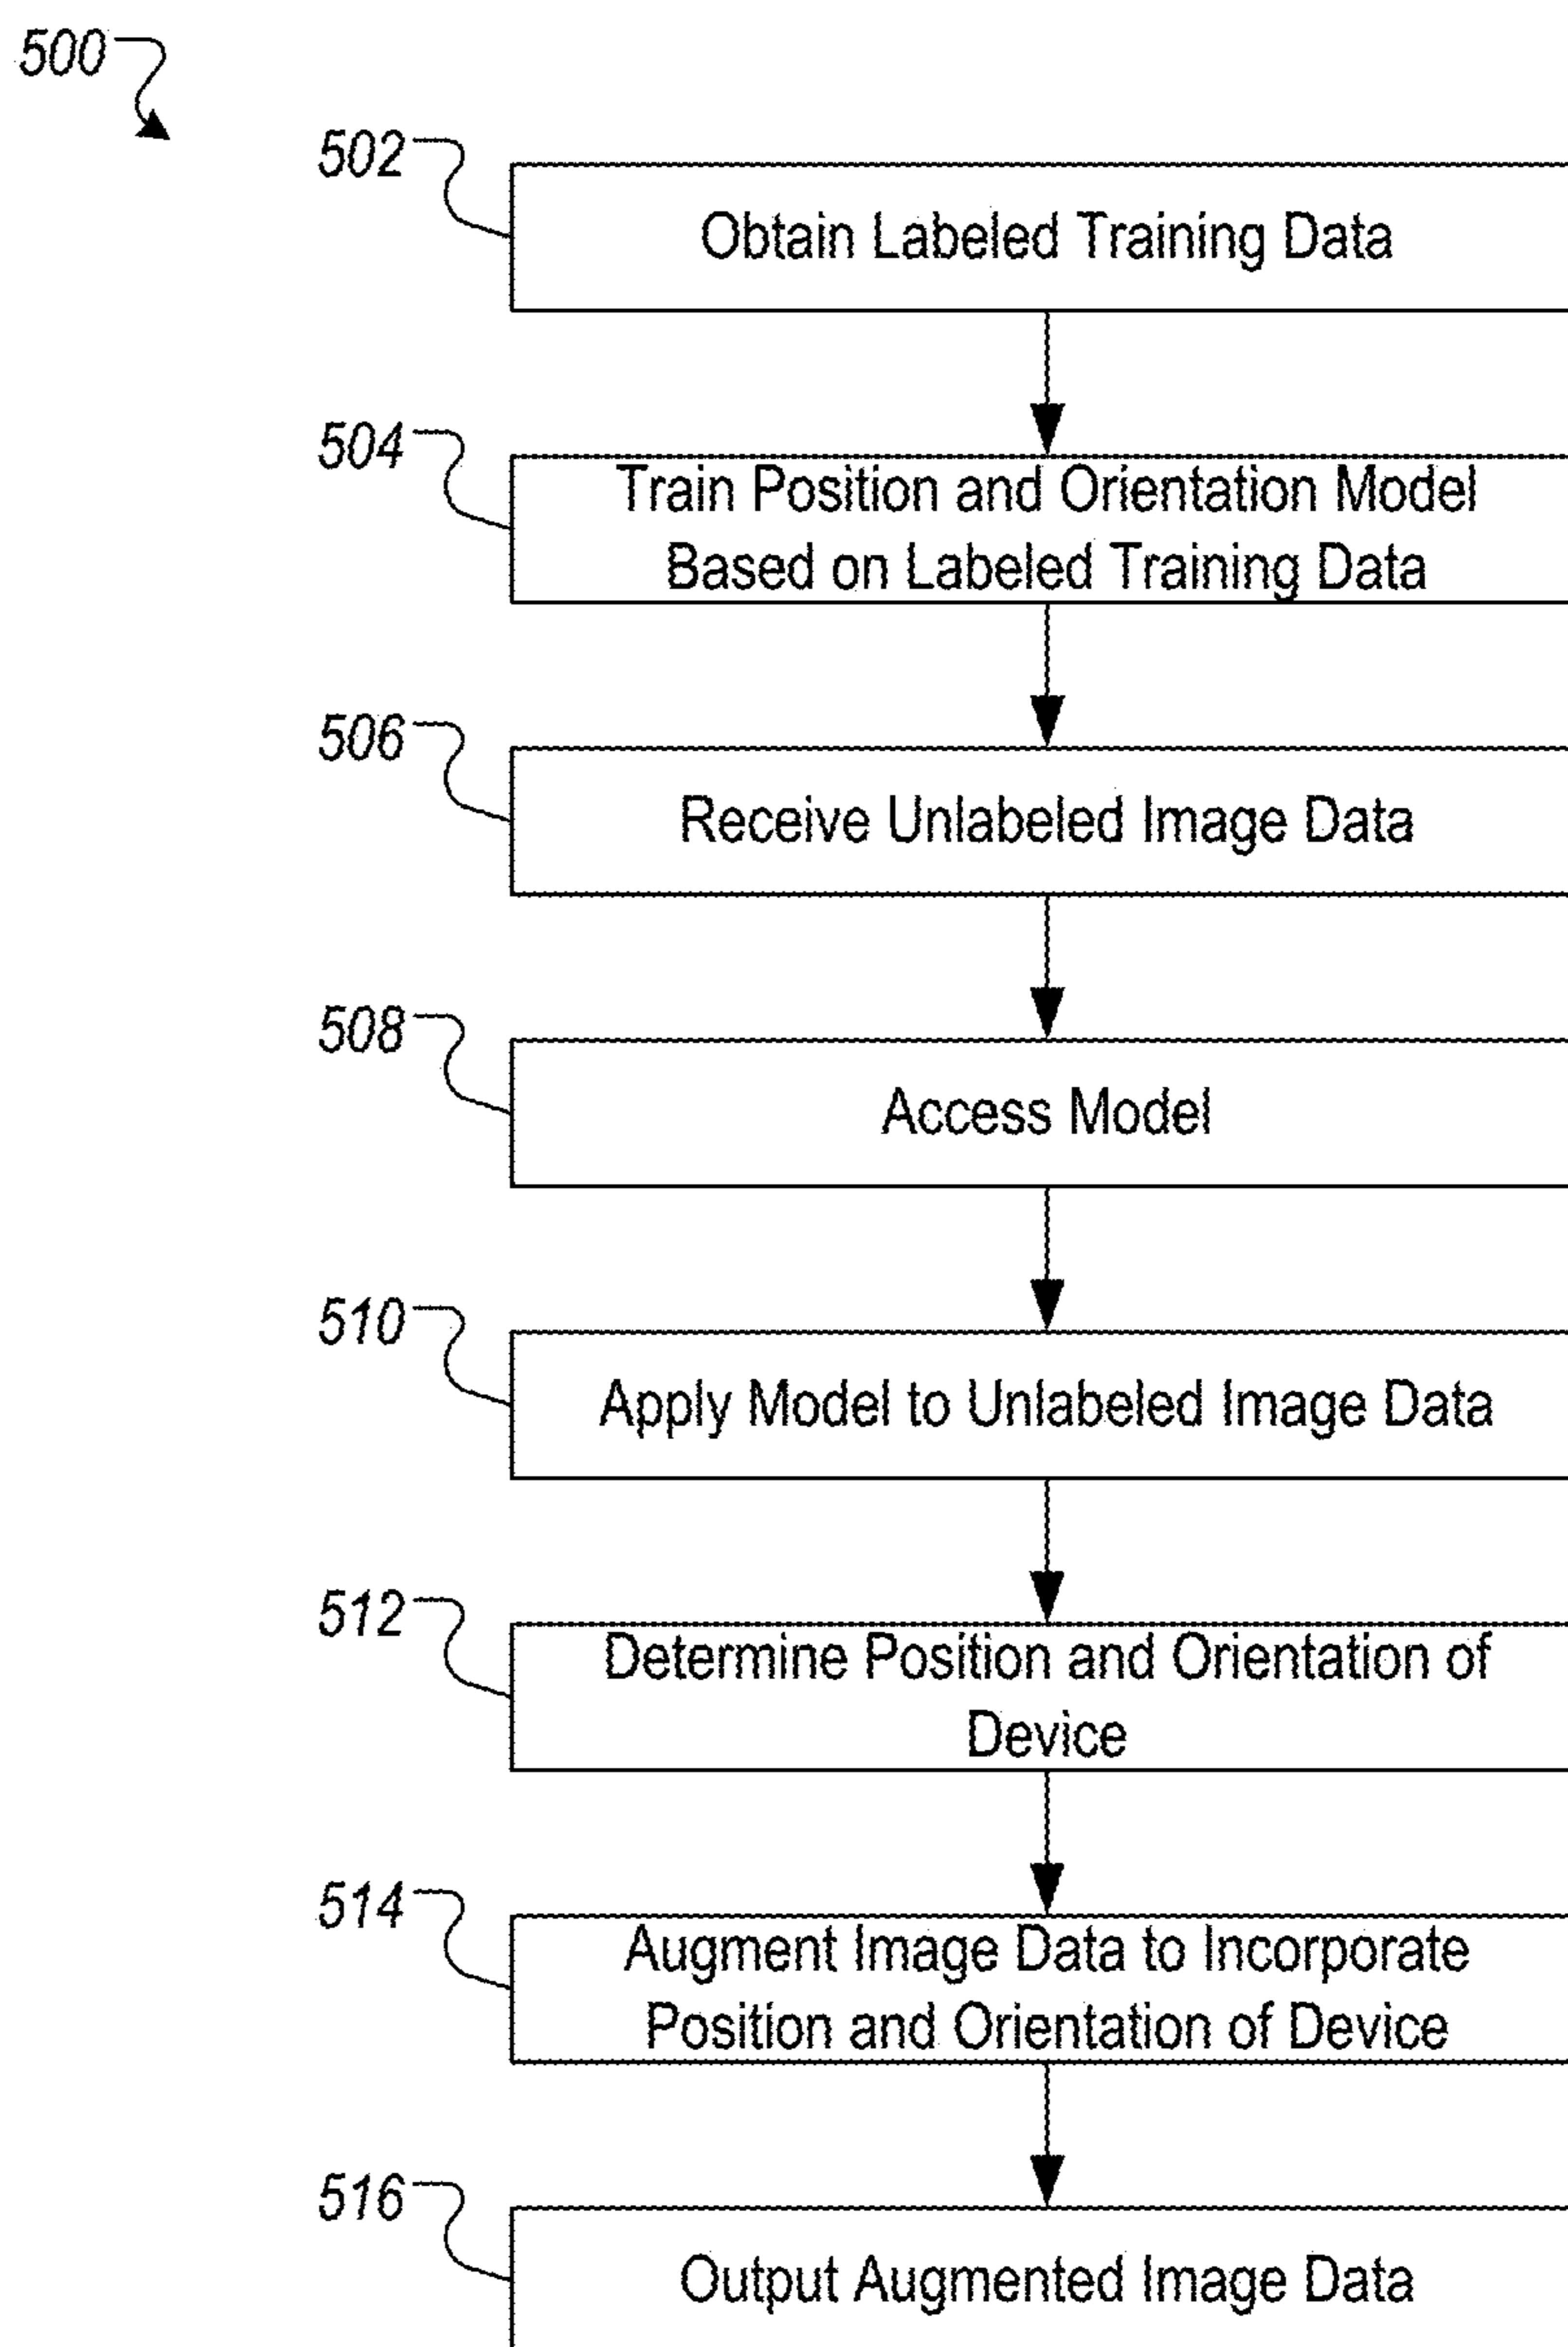 500
502
Obtain Labeled Training Data
504
Train Position and Orientation Model
Based on Labeled Training Data
506
Receive Unlabeled Image Data
508
Access Model
510
Apply Model to Unlabeled Image Data
512
Determine Position and Orientation of
Device
514
Augment Image Data to Incorporate
Position and Orientation of Device
516
Output Augmented Image Data